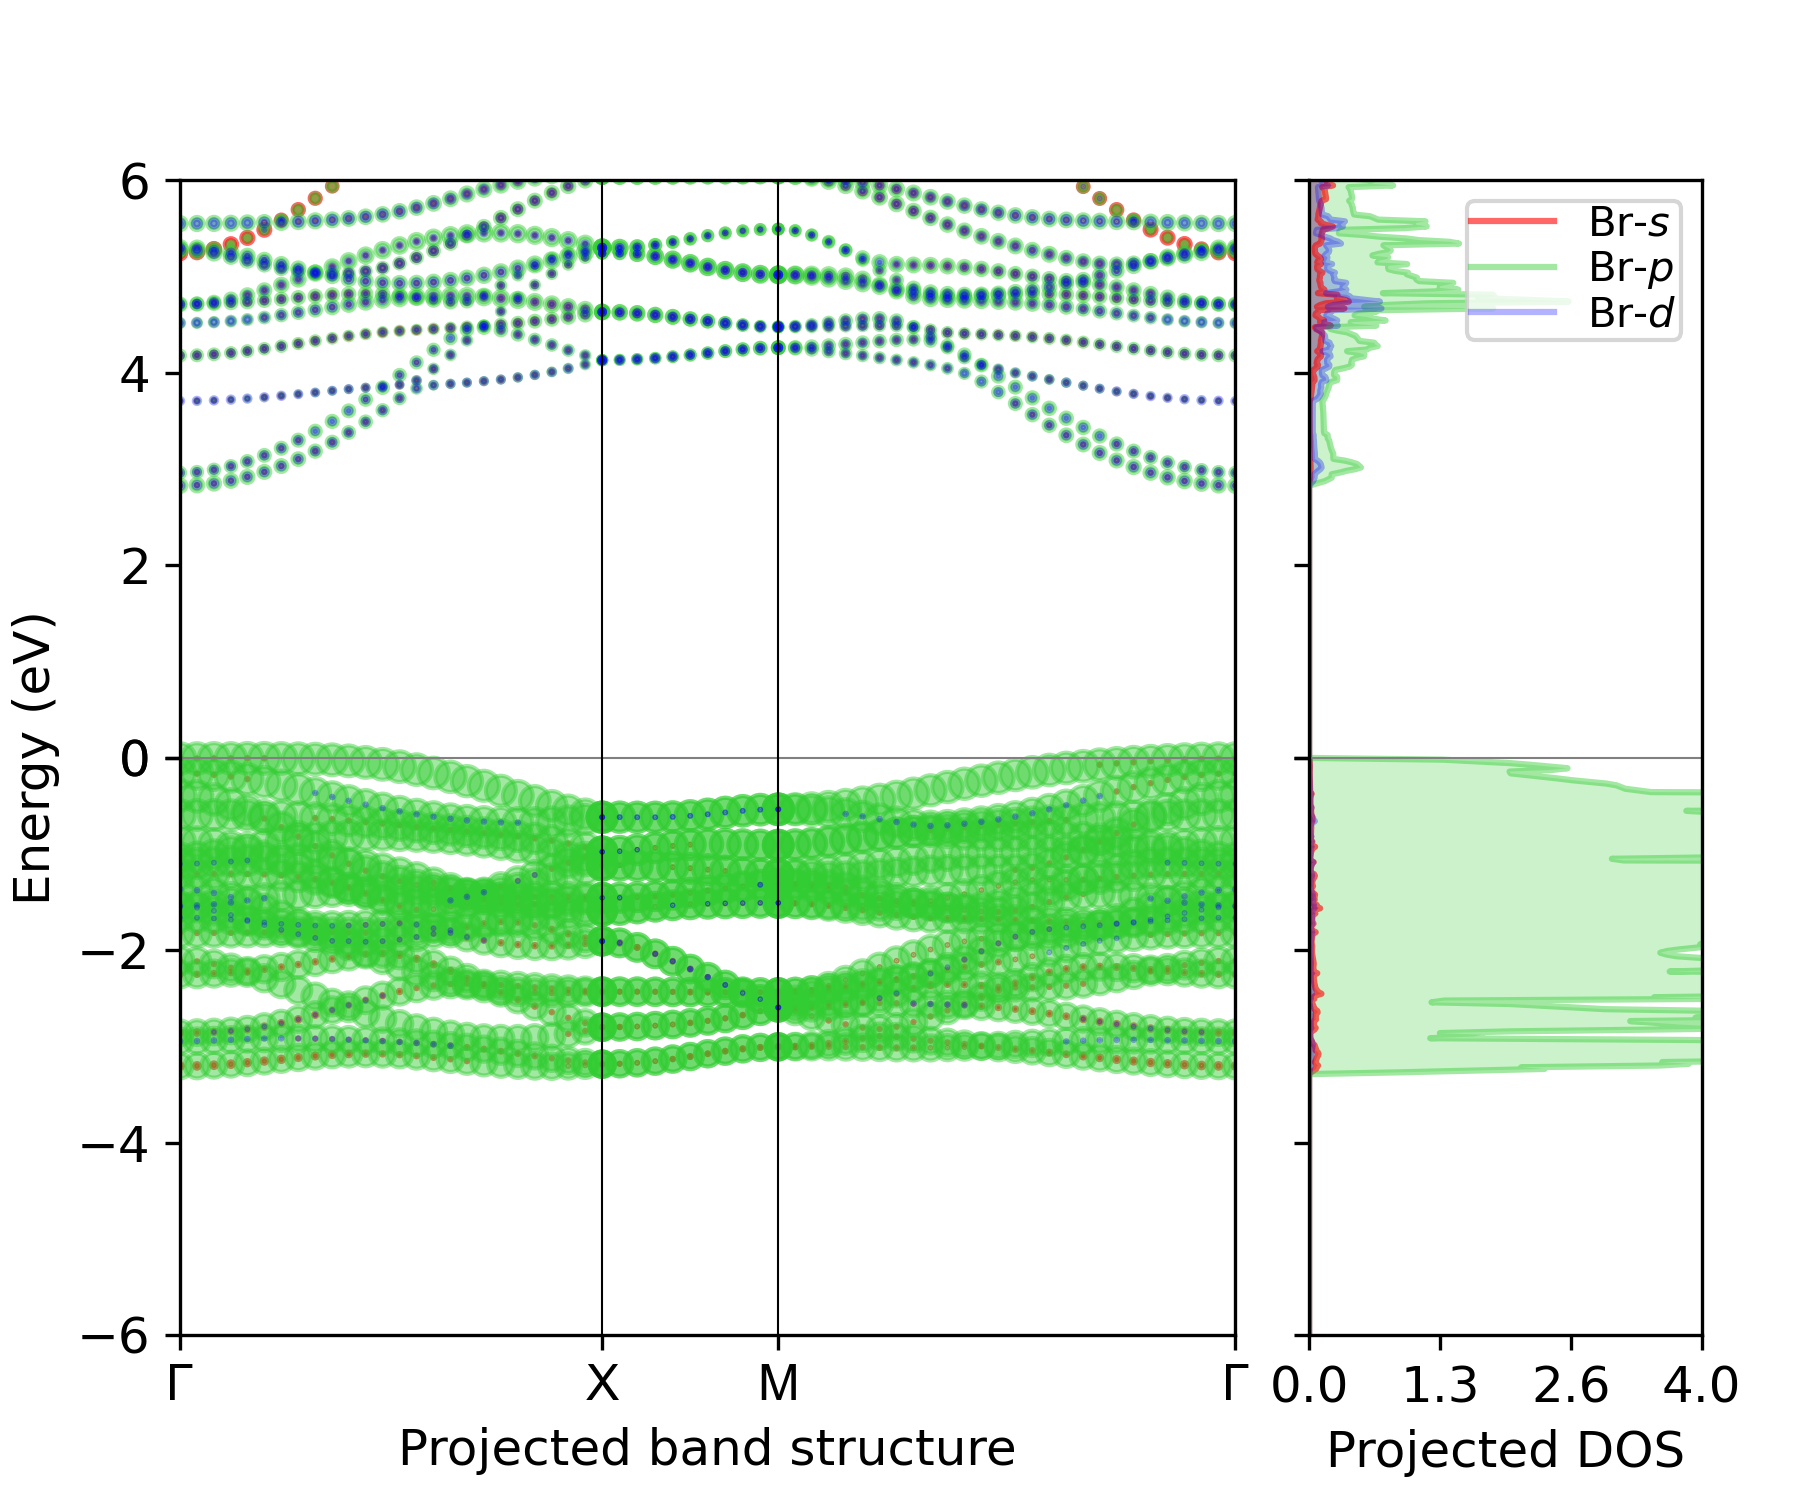 6
4
2
0
−2
−4
−6
Energy (eV)
Γ
X
M
Γ
Projected band structure
Br-s
Br-p
Br-d
0.0
1.3
2.6
4.0
Projected DOS